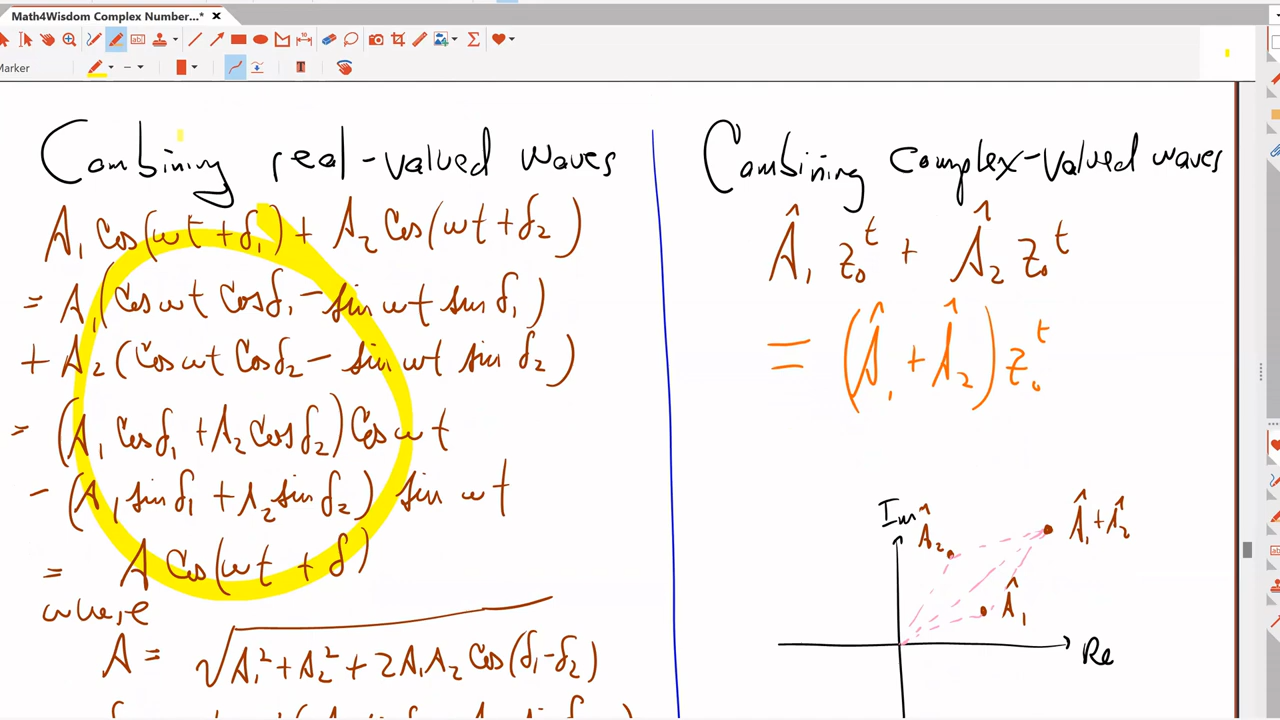 Math4Wisdom Complex Number...* ×
Marker
Combining real-valued waves
A₁ Cos(ωt + δ₁) + A₂ Cos(ωt + δ₂)
= A₁(Cos ωt Cos δ₁ - sin ωt sin δ₁)
+ A₂(Cos ωt Cos δ₂ - sin ωt sin δ₂)
= (A₁ Cos δ₁ + A₂ Cos δ₂) Cos ωt
- (A₁ sin δ₁ + A₂ sin δ₂) sin ωt
= A Cos(ωt + δ)
where
A = √(A₁² + A₂² + 2A₁A₂ Cos(δ₁-δ₂))
Combining Complex-valued waves
Â₁ z₀ᵗ + Â₂ z₀ᵗ
= (Â₁ + Â₂) z₀ᵗ
Im
Â₂
Â₁+Â₂
Â₁
Re